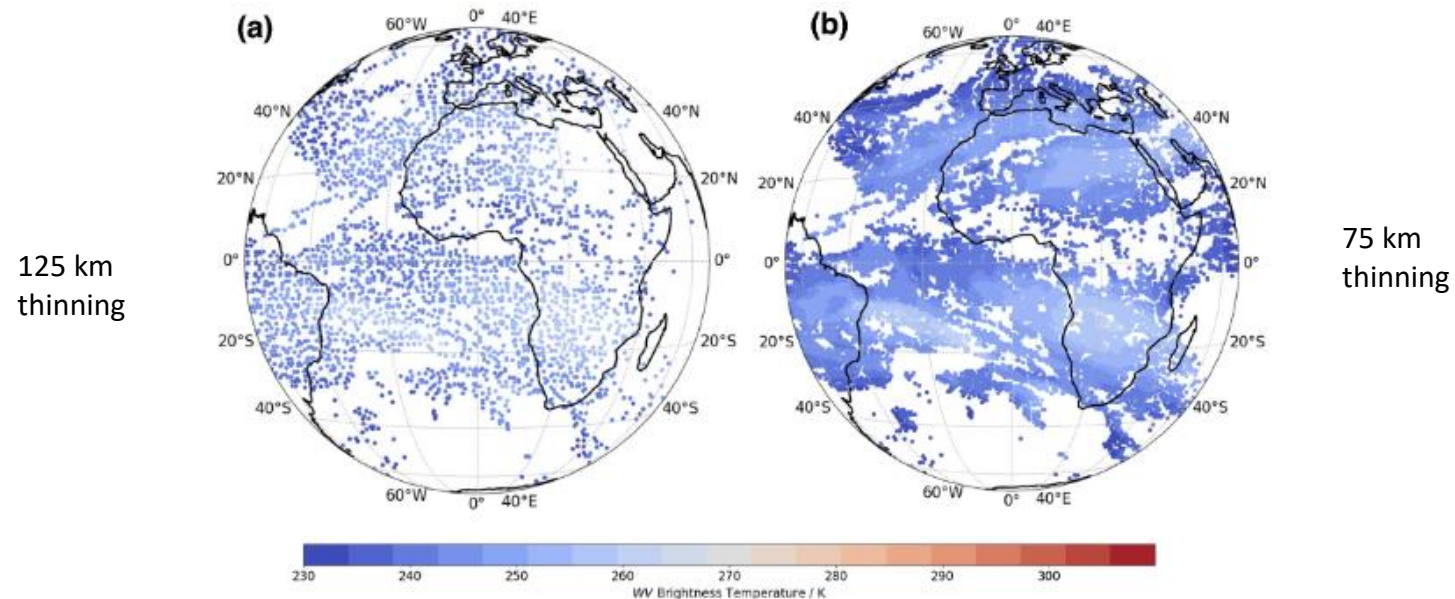 (a)
(b)
60°W 0° 40°E
60°W 0° 40°E
40°N 40°N
40°N 40°N
20°N 20°N
20°N 20°N
125 km
thinning
0° 0°
0° 0°
75 km
thinning
20°S 20°S
20°S 20°S
40°S 40°S
40°S 40°S
60°W 0° 40°E
60°W 0° 40°E
230 240 250 260 270 280 290 300
WV Brightness Temperature / K